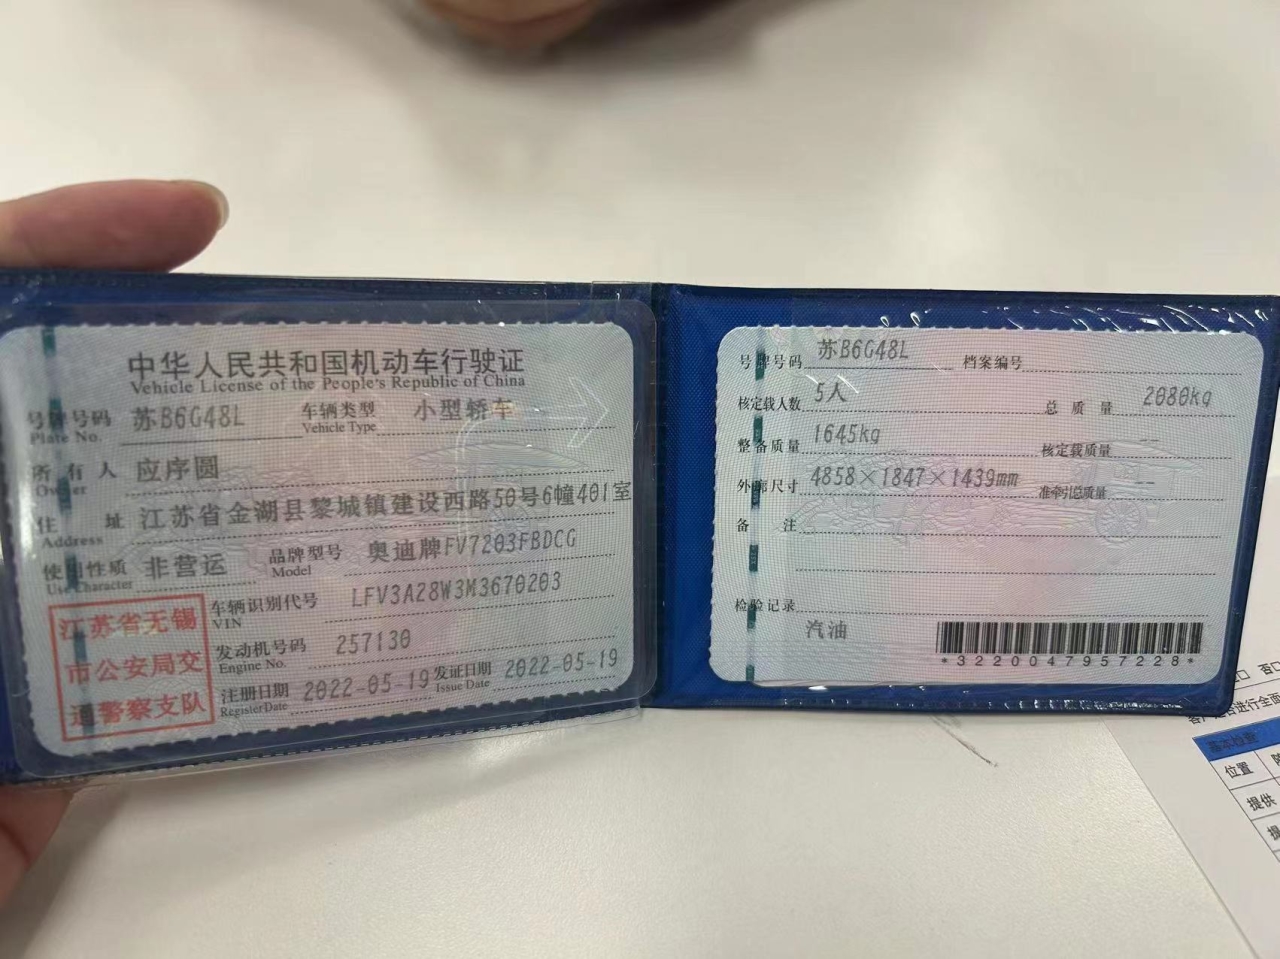 中华人民共和国机动车行驶证
Vehicle License of the People's Republic of China
号牌号码 苏B6G48L 车辆类型 小型轿车
Plate No. Vehicle Type
所有人 应序圆
Owner
住址 江苏省金湖县黎城镇建设西路50号6幢401室
Address
使用性质 非营运 品牌型号 奥迪牌FV7203FBDCG
Use Character Model
江苏省无锡
市公安局交
通警察支队
车辆识别代号 LFV3A28W3M3670203
VIN
发动机号码 257130
Engine No.
注册日期 2022-05-19 发证日期 2022-05-19
Register Date Issue Date
号牌号码 苏B6G48L 档案编号
核定载人数 5人 总质量 2080kg
整备质量 1645kg 核定载质量 --
外廓尺寸 4858×1847×1439mm 准牵引总质量 --
备注
检验记录
汽油
*3220047957228*
基本检查
位置
提供